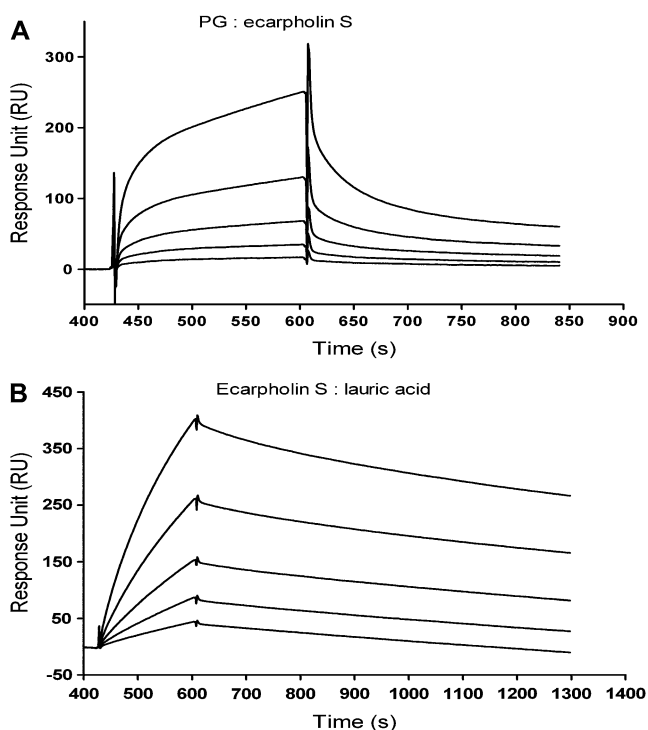 A
PG : ecarpholin S
Response Unit (RU)
300
200
100
0
400 450 500 550 600 650 700 750 800 850 900
Time (s)
B
Ecarpholin S : lauric acid
Response Unit (RU)
450
350
250
150
50
-50
400 500 600 700 800 900 1000 1100 1200 1300 1400
Time (s)